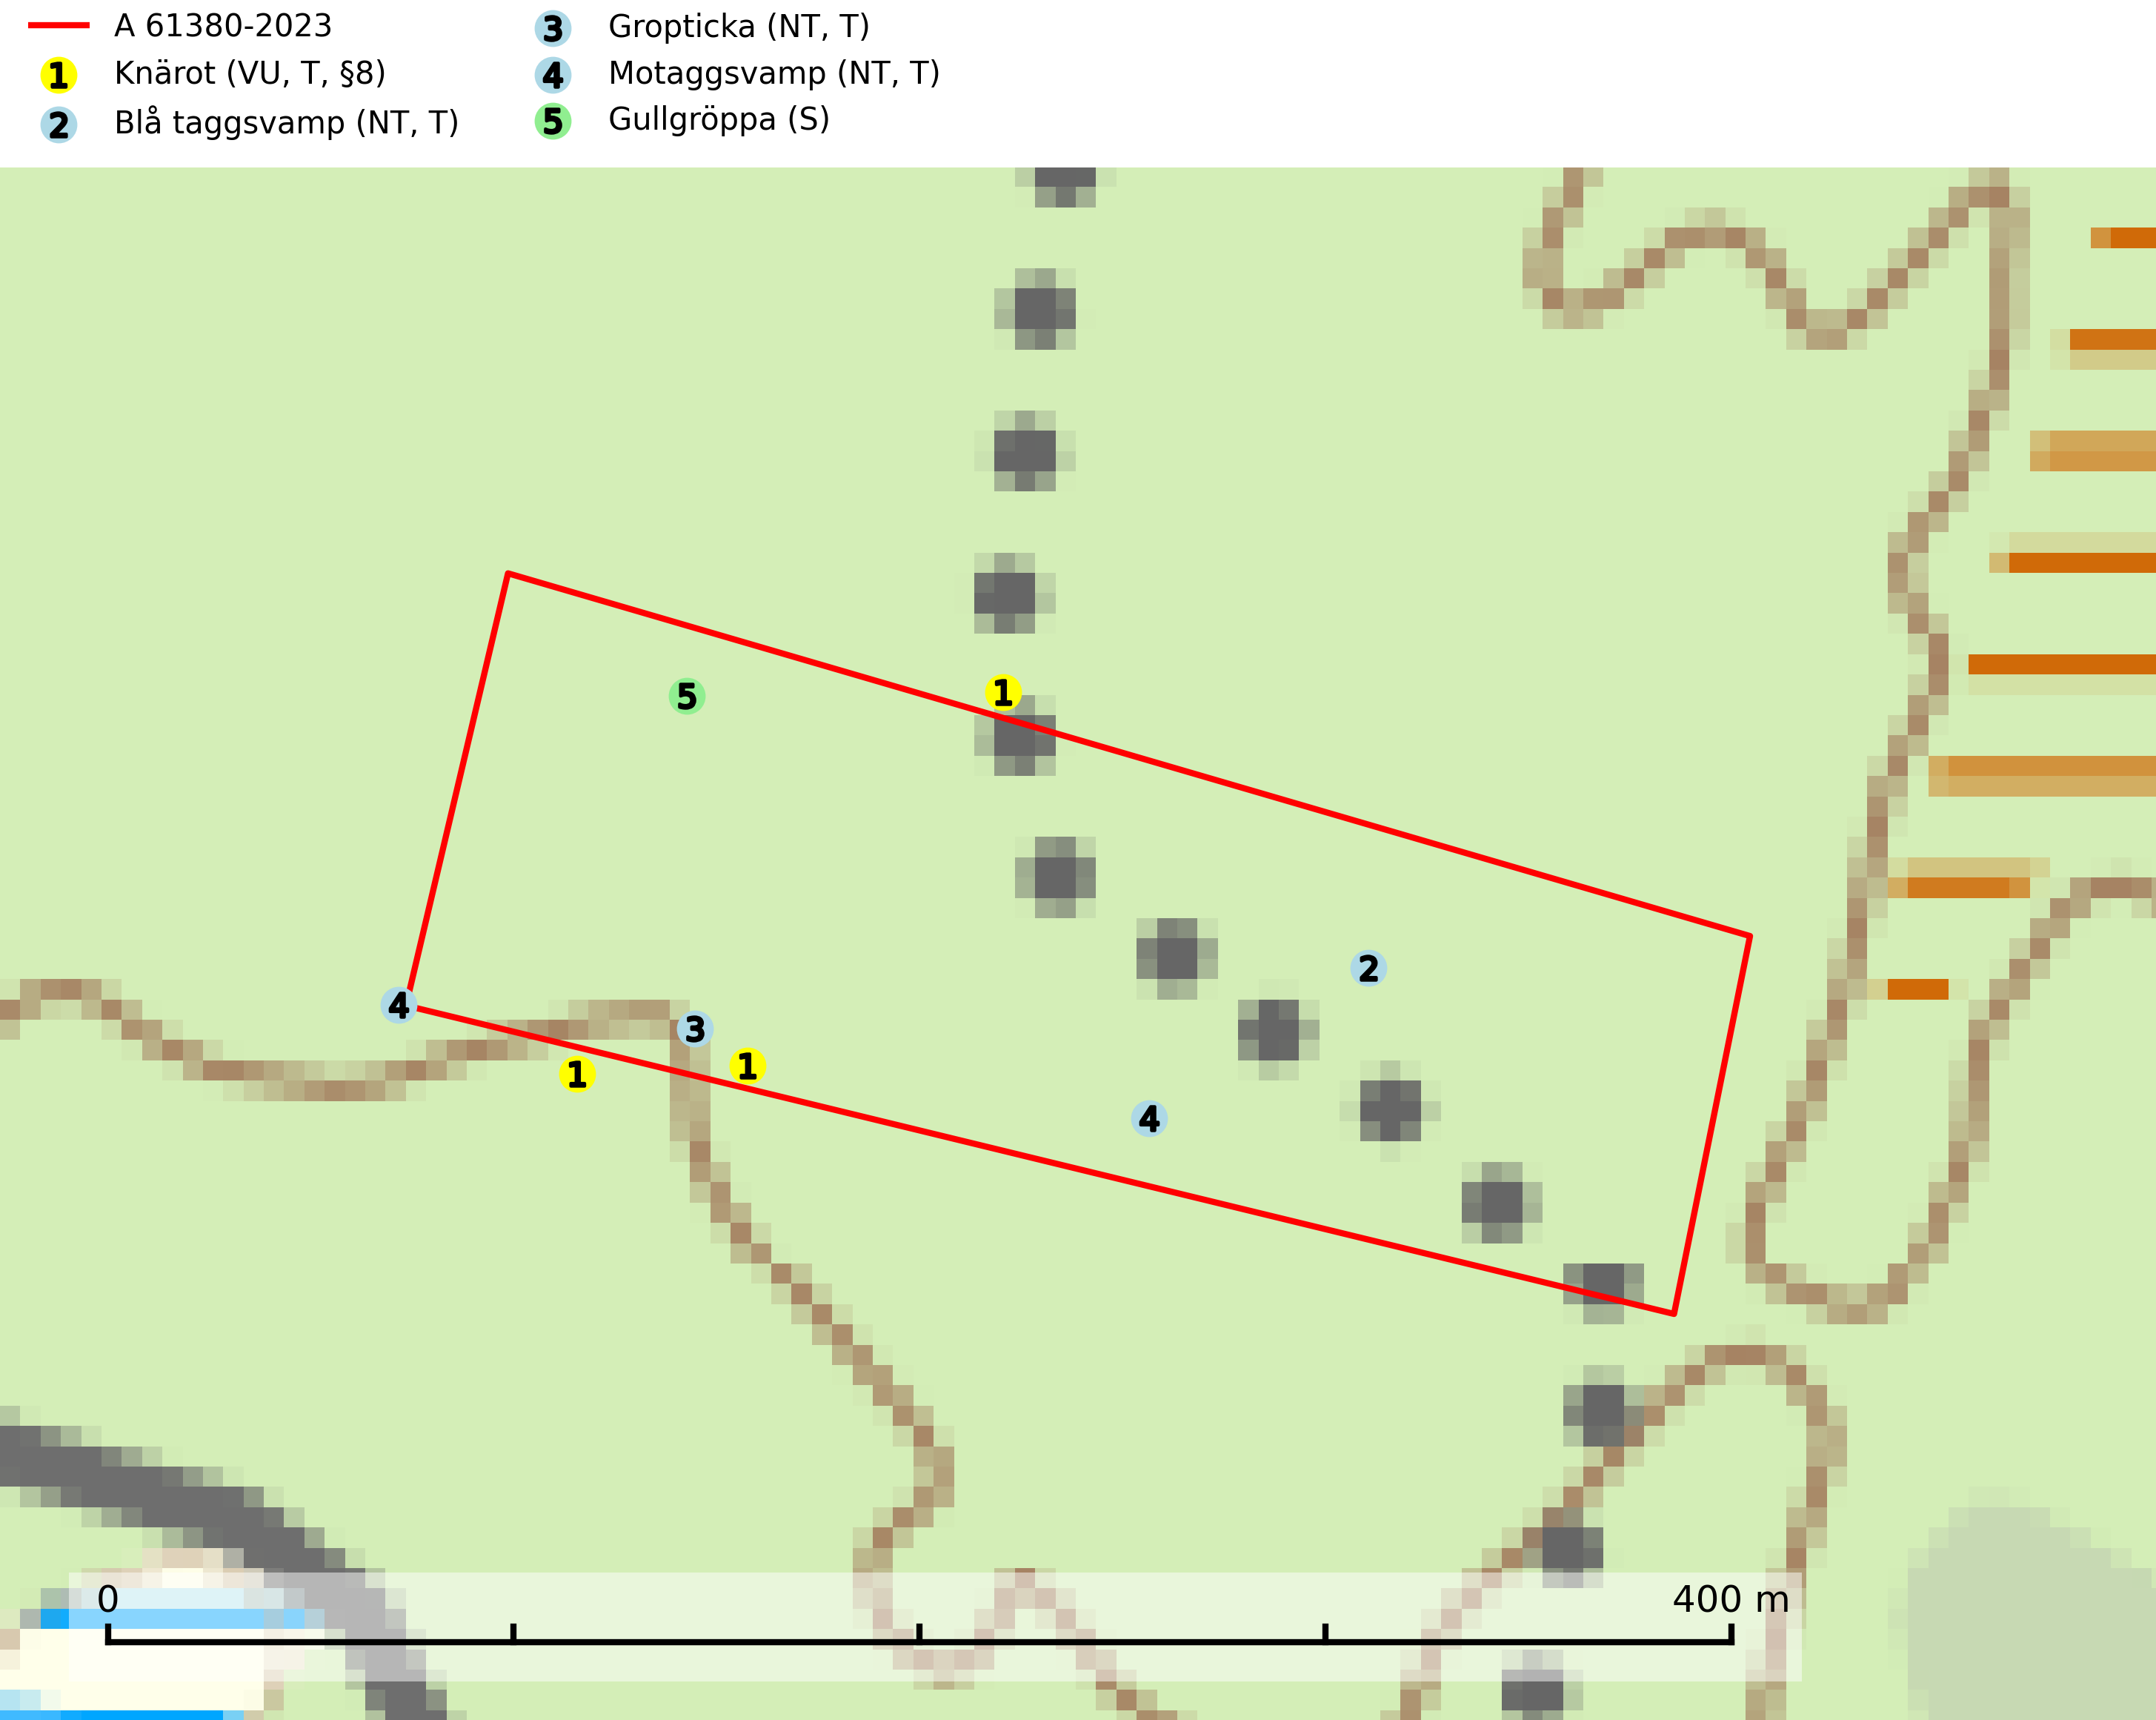 A 61380-2023
1 Knärot (VU, T, §8)
2 Blå taggsvamp (NT, T)
3 Gropticka (NT, T)
4 Motaggsvamp (NT, T)
5 Gullgröppa (S)
5
1
2
4
3
1
1
4
0
400 m